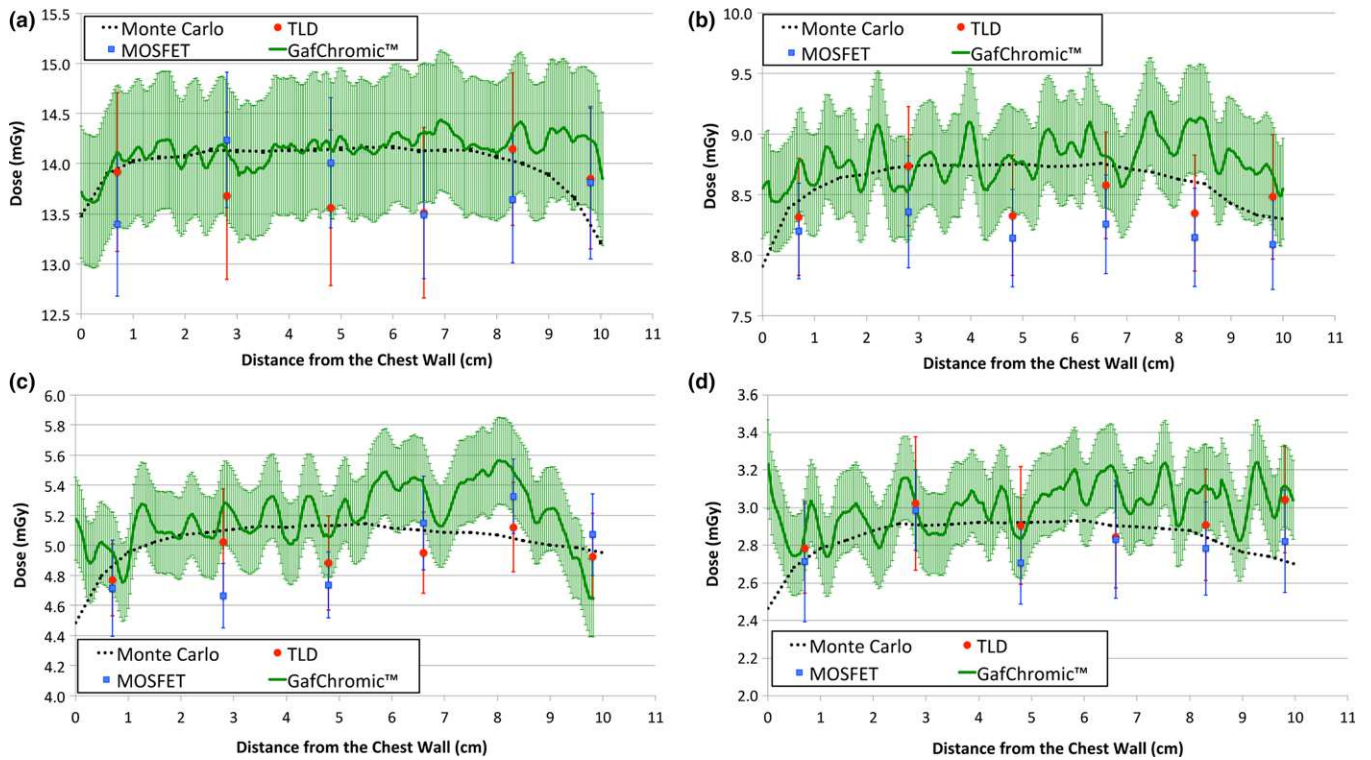 (a)
Monte Carlo TLD
MOSFET GafChromic™
15.0
14.5
14.0
13.5
13.0
12.5
Dose (mGy)
0 1 2 3 4 5 6 7 8 9 10 11
Distance from the Chest Wall (cm)
(b)
10.0
Monte Carlo TLD
MOSFET GafChromic™
9.5
9.0
8.5
8.0
7.5
Dose (mGy)
0 1 2 3 4 5 6 7 8 9 10 11
Distance from the Chest Wall (cm)
(c)
6.0
5.8
5.6
5.4
5.2
5.0
4.8
4.6
4.4
4.2
4.0
Dose (mGy)
Monte Carlo TLD
MOSFET GafChromic™
0 1 2 3 4 5 6 7 8 9 10 11
Distance from the Chest Wall (cm)
(d)
3.6
3.4
3.2
3.0
2.8
2.6
2.4
2.2
2.0
Dose (mGy)
Monte Carlo TLD
MOSFET GafChromic™
0 1 2 3 4 5 6 7 8 9 10 11
Distance from the Chest Wall (cm)